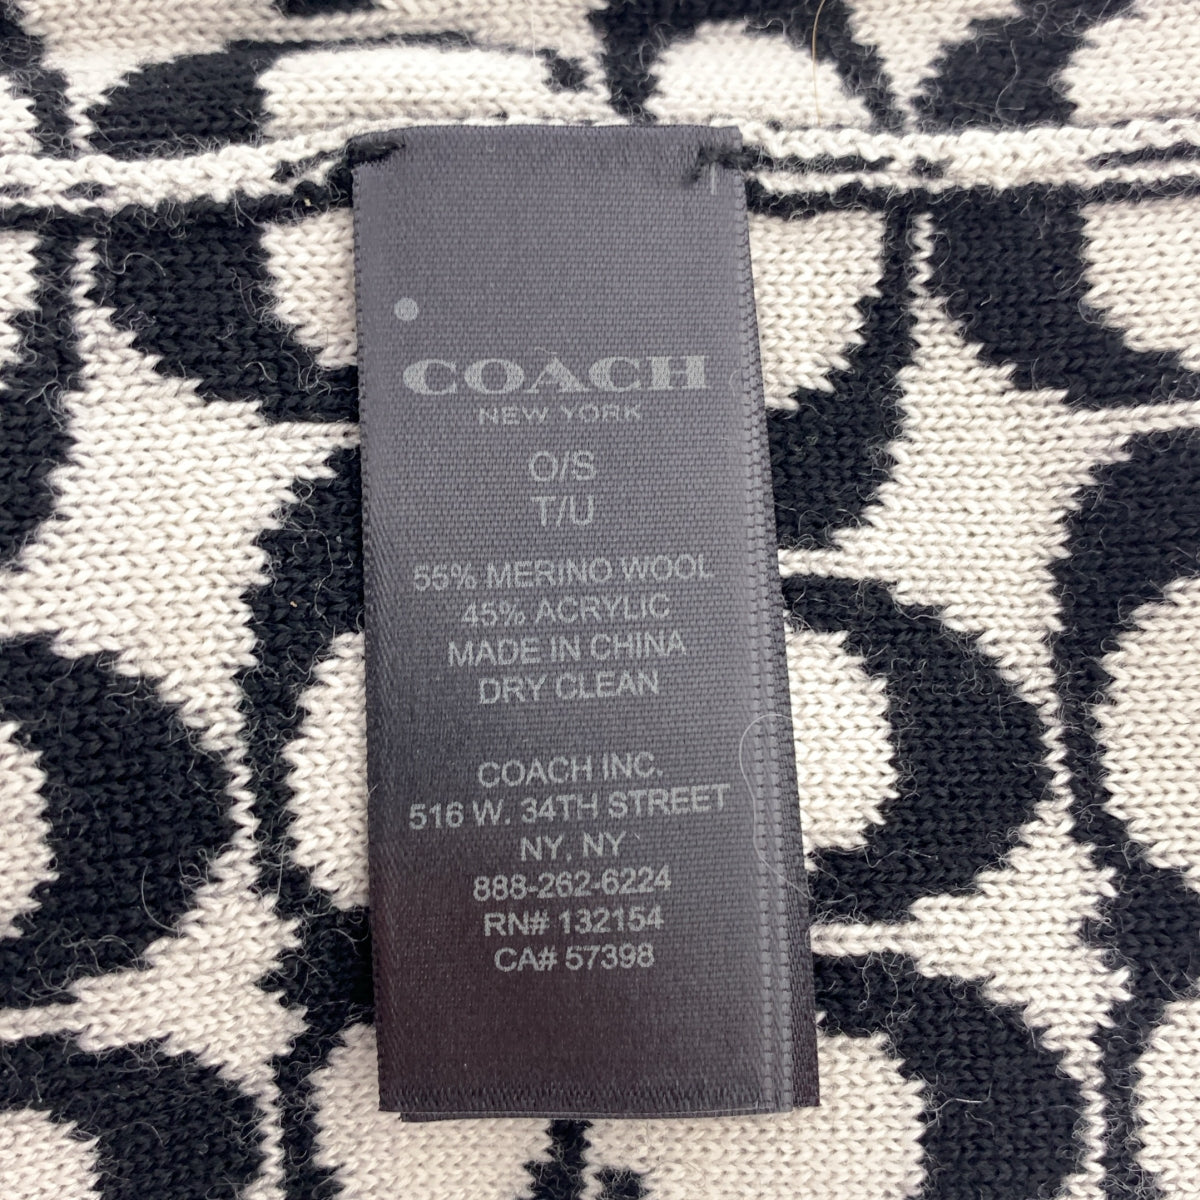 COACH
NEW YORK
O/S
T/U
55% MERINO WOOL
45% ACRYLIC
MADE IN CHINA
DRY CLEAN
COACH INC.
516 W. 34TH STREET
NY, NY
888-262-6224
RN# 132154
CA# 57398